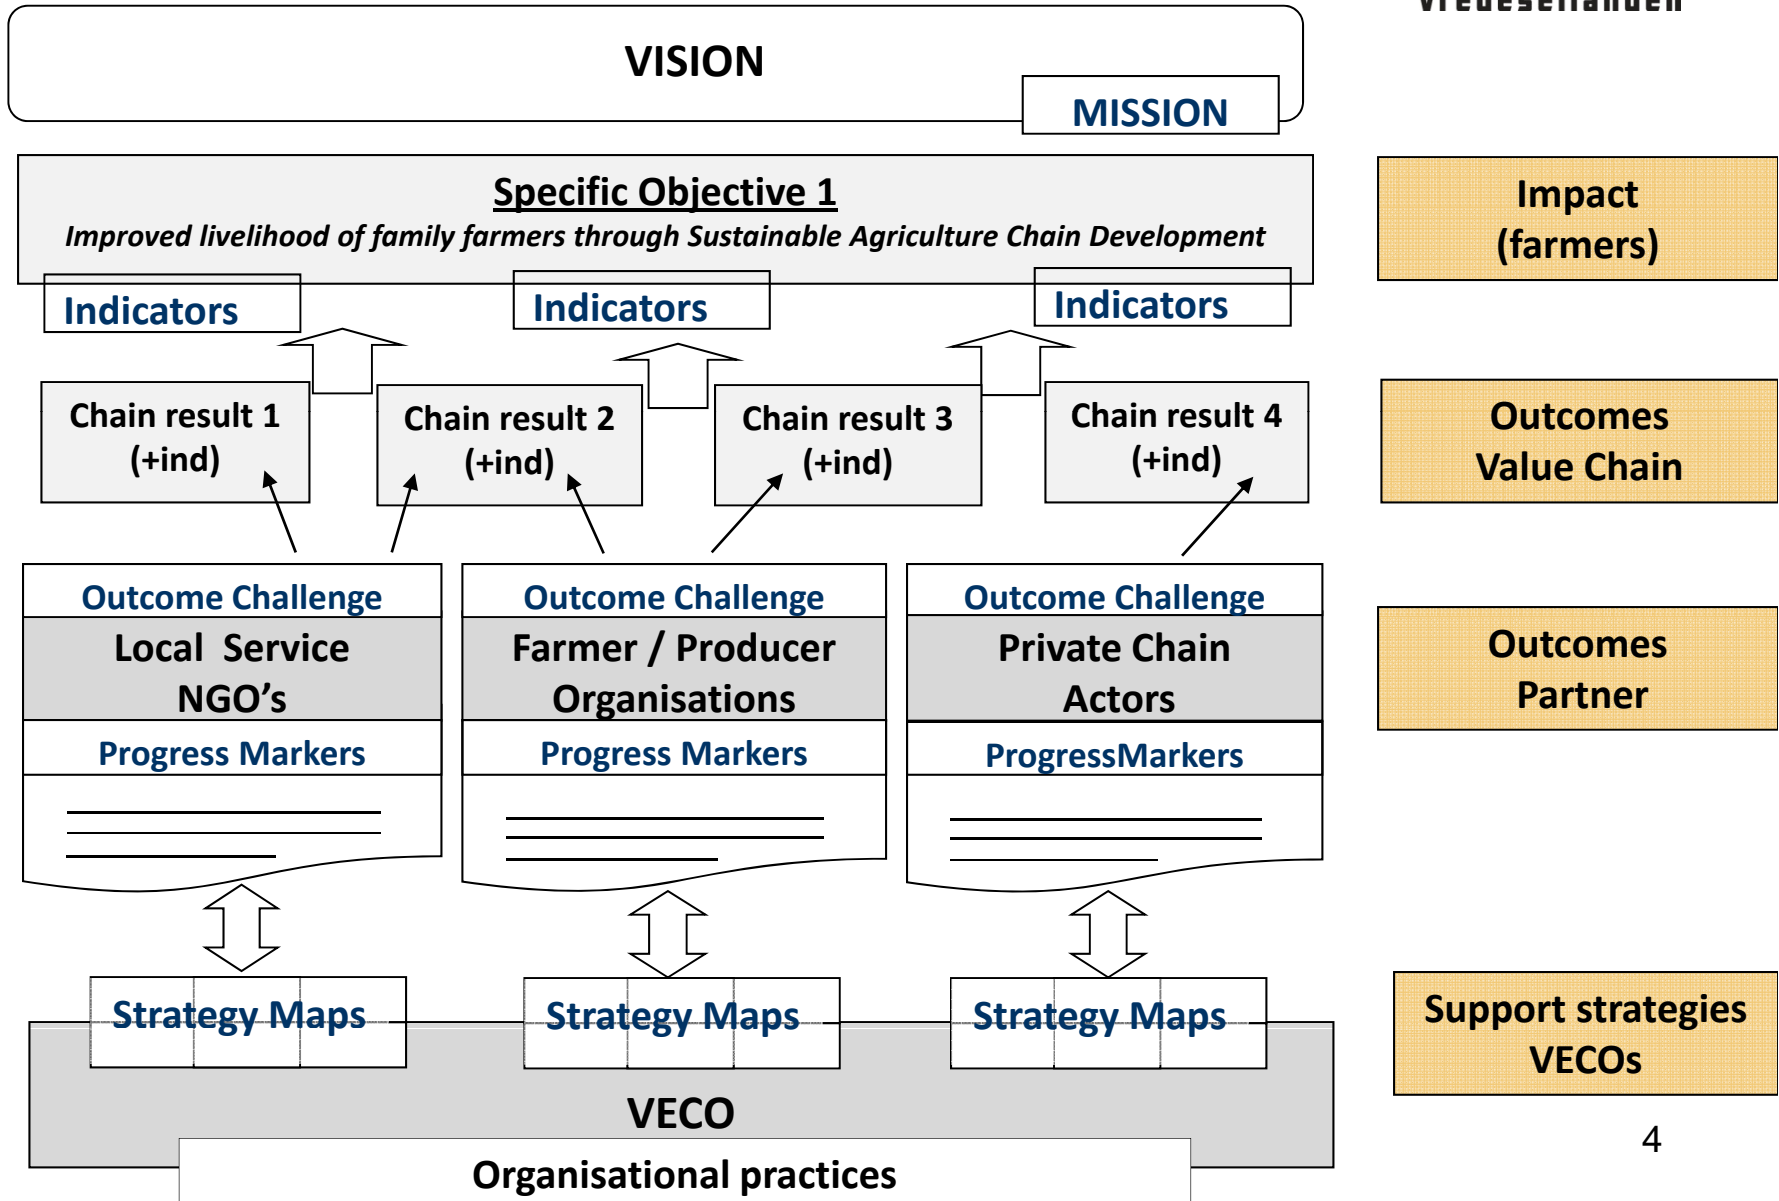 Vredeseilanden
VISION
MISSION
Specific Objective 1
Improved livelihood of family farmers through Sustainable Agriculture Chain Development
Indicators
Indicators
Indicators
Impact
(farmers)
Chain result 1
(+ind)
Chain result 2
(+ind)
Chain result 3
(+ind)
Chain result 4
(+ind)
Outcomes
Value Chain
Outcome Challenge
Local Service
NGO's
Progress Markers
Outcome Challenge
Farmer / Producer
Organisations
Progress Markers
Outcome Challenge
Private Chain
Actors
ProgressMarkers
Outcomes
Partner
Strategy Maps
Strategy Maps
Strategy Maps
Support strategies
VECOs
VECO
Organisational practices
4